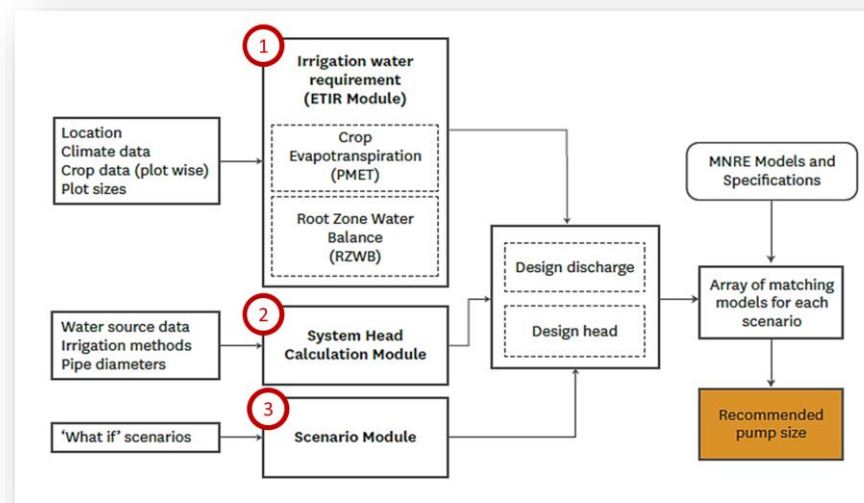 1
Irrigation water
requirement
(ETIR Module)
Crop
Evapotranspiration
(PMET)
Root Zone Water
Balance
(RZWB)
Location
Climate data
Crop data (plot wise)
Plot sizes
2
System Head
Calculation Module
Water source data
Irrigation methods
Pipe diameters
3
Scenario Module
‘What if’ scenarios
Design discharge
Design head
MNRE Models and
Specifications
Array of matching
models for each
scenario
Recommended
pump size